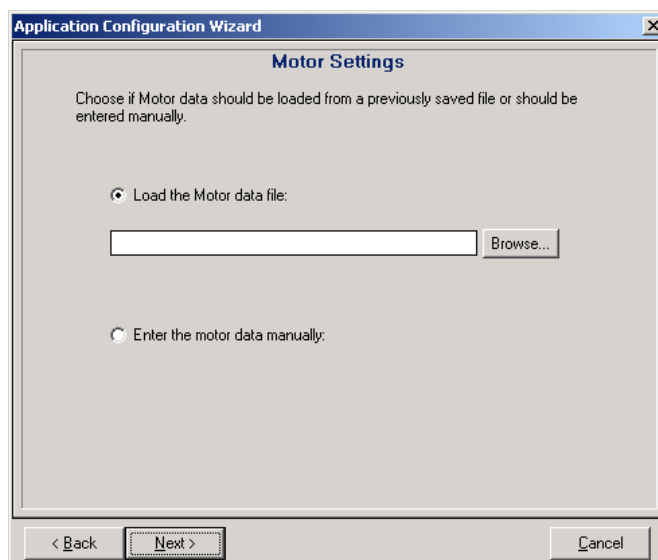 Application Configuration Wizard
Motor Settings
Choose if Motor data should be loaded from a previously saved file or should be
entered manually.
Load the Motor data file:
Browse...
Enter the motor data manually:
< Back
Next >
Cancel